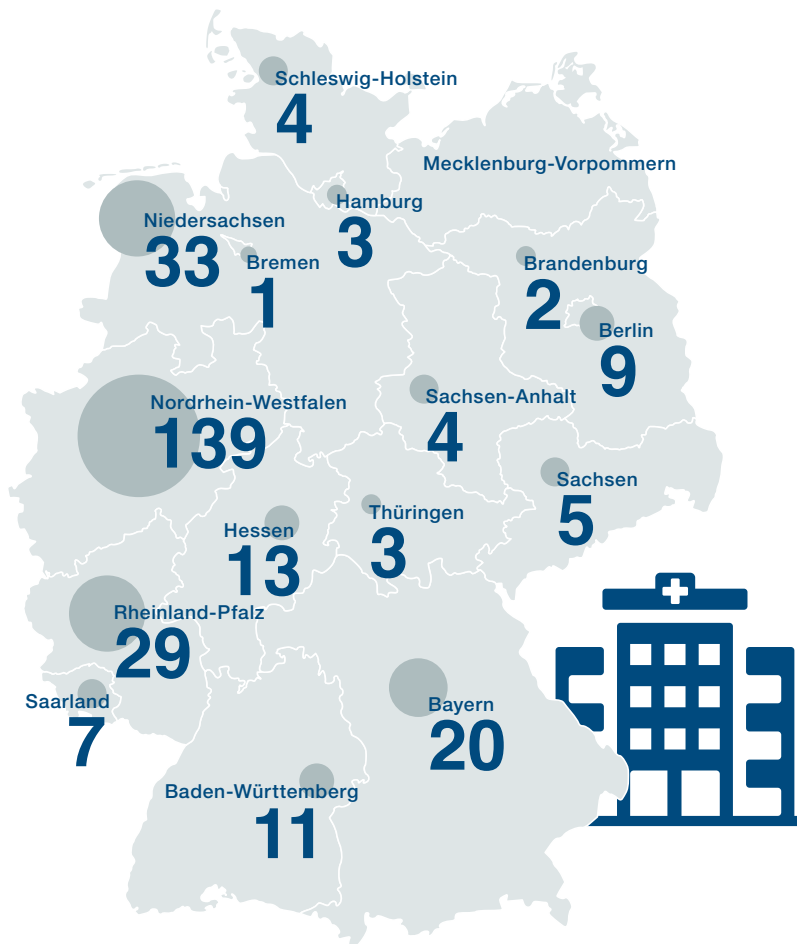 Schleswig-Holstein
4
Mecklenburg-Vorpommern
Hamburg
3
Niedersachsen
33
Bremen
1
Brandenburg
2
Berlin
9
Nordrhein-Westfalen
139
Sachsen-Anhalt
4
Sachsen
5
Thüringen
3
Hessen
13
Rheinland-Pfalz
29
Saarland
7
Bayern
20
Baden-Württemberg
11